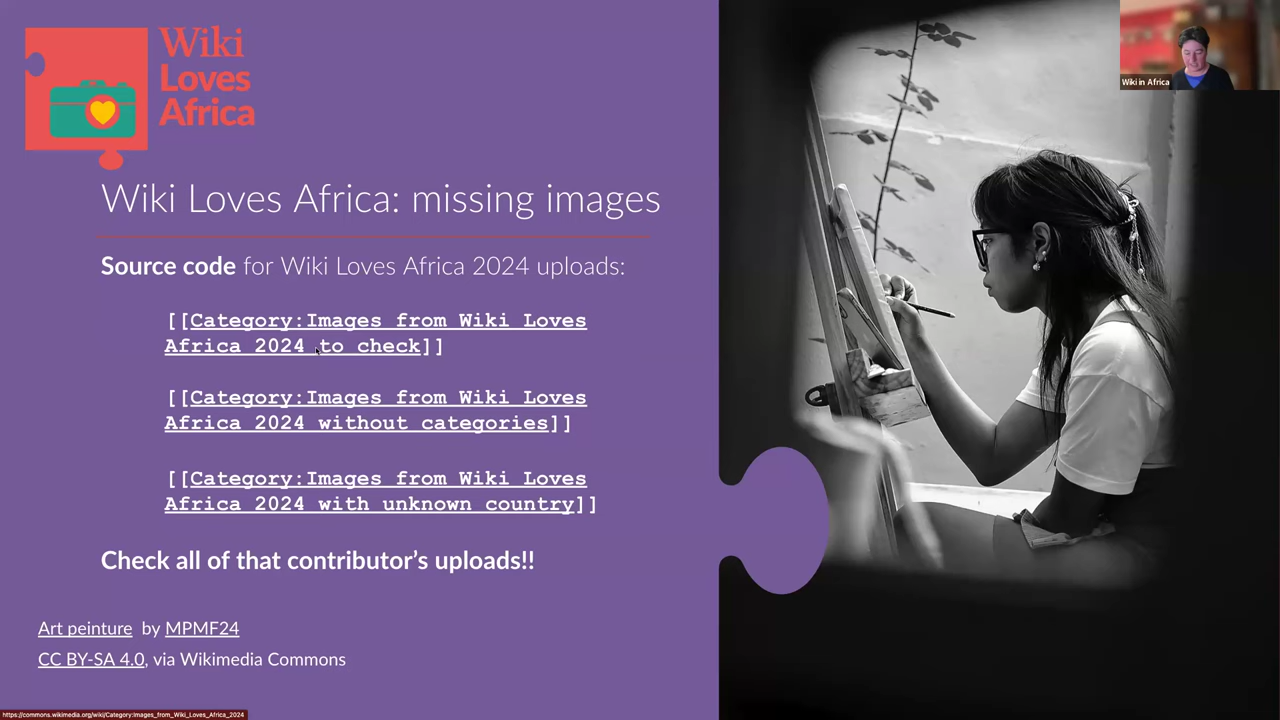 Wiki
Loves
Africa
Wiki in Africa
Wiki Loves Africa: missing images
Source code for Wiki Loves Africa 2024 uploads:
[[Category:Images from Wiki Loves
Africa 2024 to check]]
[[Category:Images from Wiki Loves
Africa 2024 without categories]]
[[Category:Images from Wiki Loves
Africa 2024 with unknown country]]
Check all of that contributor’s uploads!!
Art peinture by MPMF24
CC BY-SA 4.0, via Wikimedia Commons
https://commons.wikimedia.org/wiki/Category:Images_from_Wiki_Loves_Africa_2024